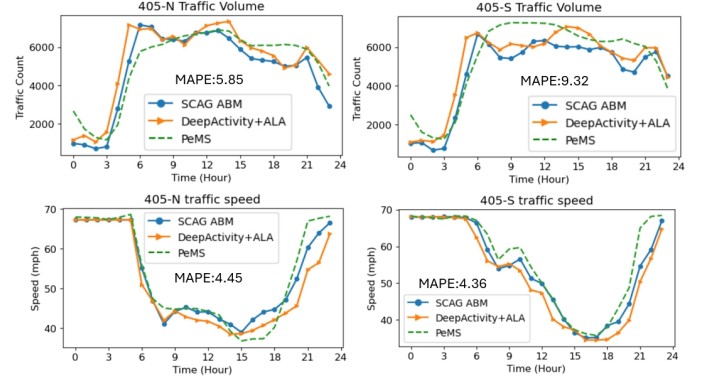 405-N Traffic Volume
Traffic Count
6000
4000
2000
MAPE:5.85
SCAG ABM
DeepActivity+ALA
PeMS
0 3 6 9 12 15 18 21 24
Time (Hour)
405-S Traffic Volume
Traffic Count
6000
4000
2000
MAPE:9.32
SCAG ABM
DeepActivity+ALA
PeMS
0 3 6 9 12 15 18 21 24
Time (Hour)
405-N traffic speed
Speed (mph)
70
60
50
40
SCAG ABM
DeepActivity+ALA
PeMS
MAPE:4.45
0 3 6 9 12 15 18 21 24
Time (Hour)
405-S traffic speed
Speed (mph)
70
60
50
40
MAPE:4.36
SCAG ABM
DeepActivity+ALA
PeMS
0 3 6 9 12 15 18 21 24
Time (Hour)